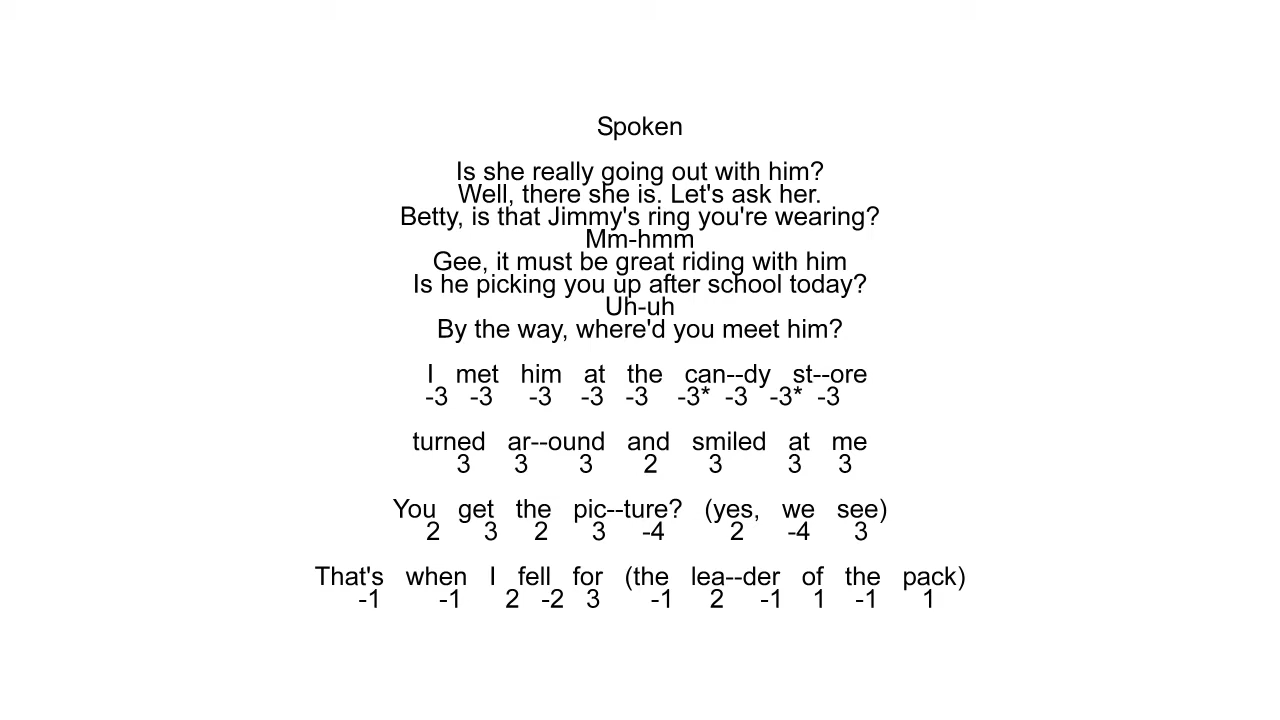 Spoken
Is she really going out with him?
Well, there she is. Let's ask her.
Betty, is that Jimmy's ring you're wearing?
Mm-hmm
Gee, it must be great riding with him
Is he picking you up after school today?
Uh-uh
By the way, where'd you meet him?
I met him at the can--dy st--ore
-3 -3 -3 -3 -3 -3* -3 -3* -3
turned ar--ound and smiled at me
3 3 3 2 3 3 3
You get the pic--ture? (yes, we see)
2 3 2 3 -4 2 -4 3
That's when I fell for (the lea--der of the pack)
-1 -1 2 -2 3 -1 2 -1 1 -1 1